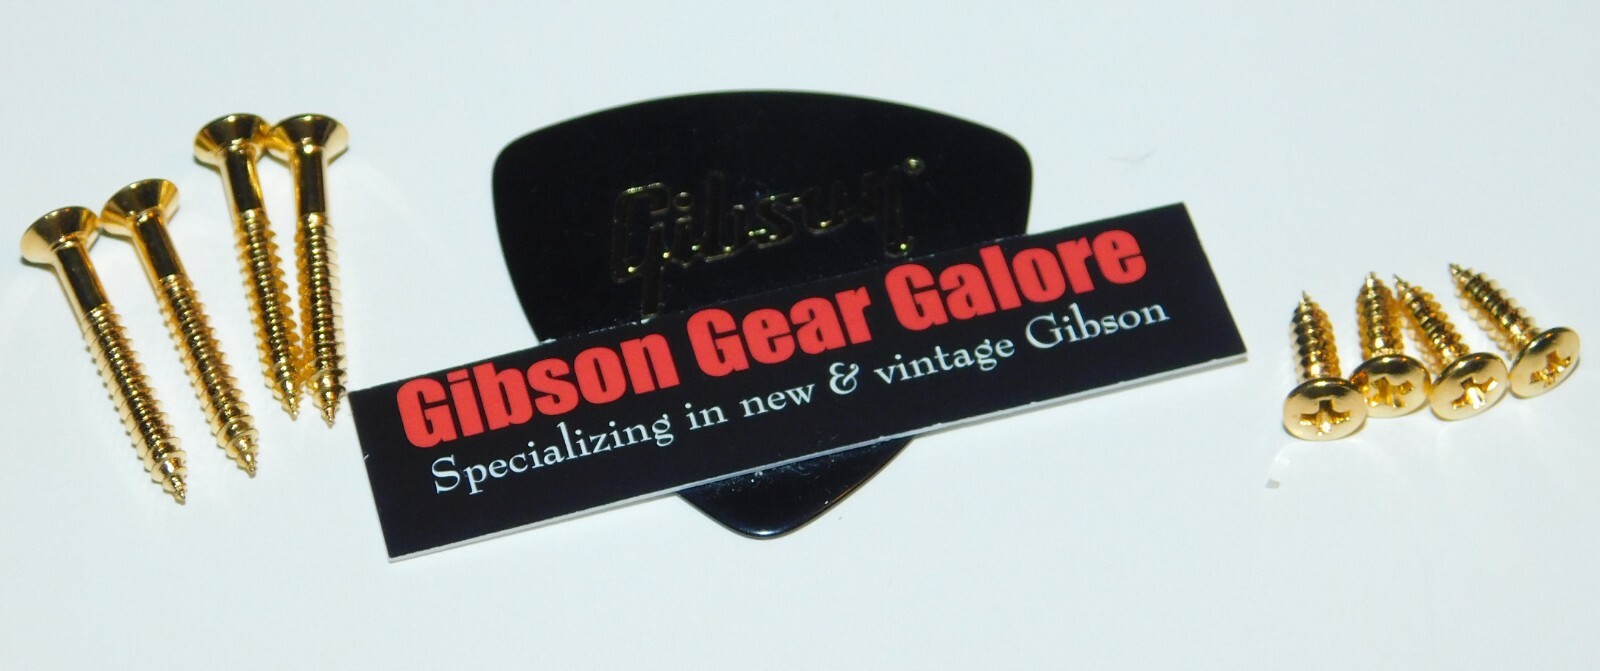 Gibson
Gibson Gear Galore
Specializing in new & vintage Gibson